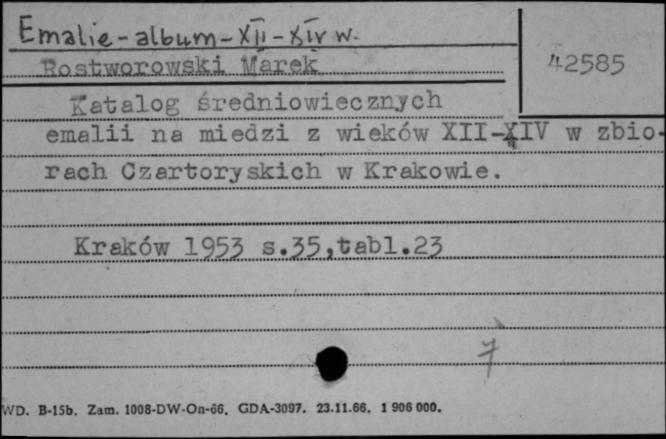 Emalie-album-XII-XIV w.
Rostworowski Marek
42585
Katalog średniowiecznych
emalii na miedzi z wieków XII-XIV w zbio-
rach Czartoryskich w Krakowie.
Kraków 1953 s.35,tabl.23
7
WD. B-15b. Zam. 1008-DW-On-66. GDA-3097. 23.11.66. 1 906 000.